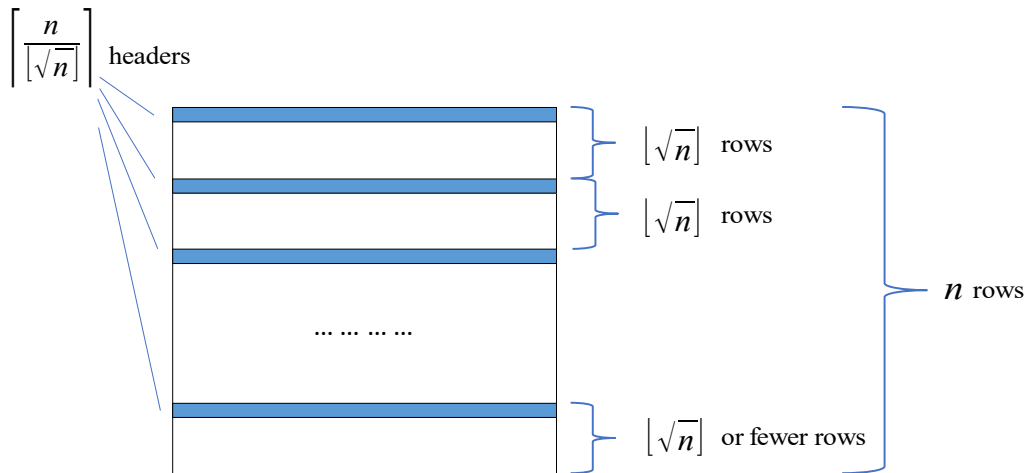 ⌈n/⌊√n⌋⌉ headers
⌊√n⌋ rows
⌊√n⌋ rows
n rows
... ... ... ...
⌊√n⌋ or fewer rows